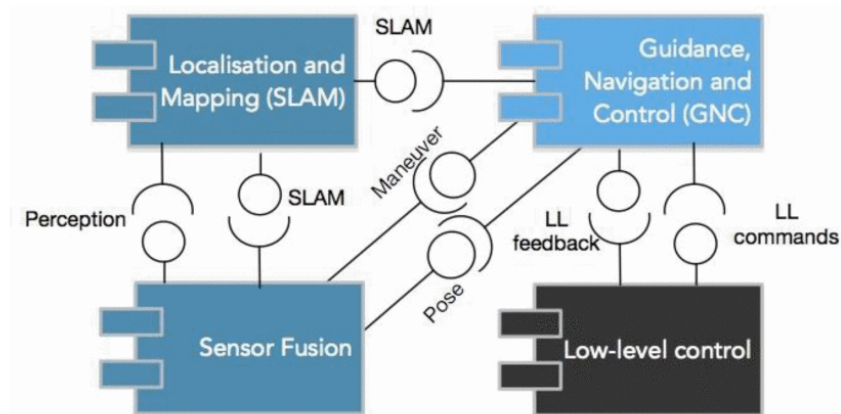 SLAM
Localisation and
Mapping (SLAM)
Guidance,
Navigation and
Control (GNC)
Maneuver
Perception
SLAM
Pose
LL
feedback
LL
commands
Sensor Fusion
Low-level control